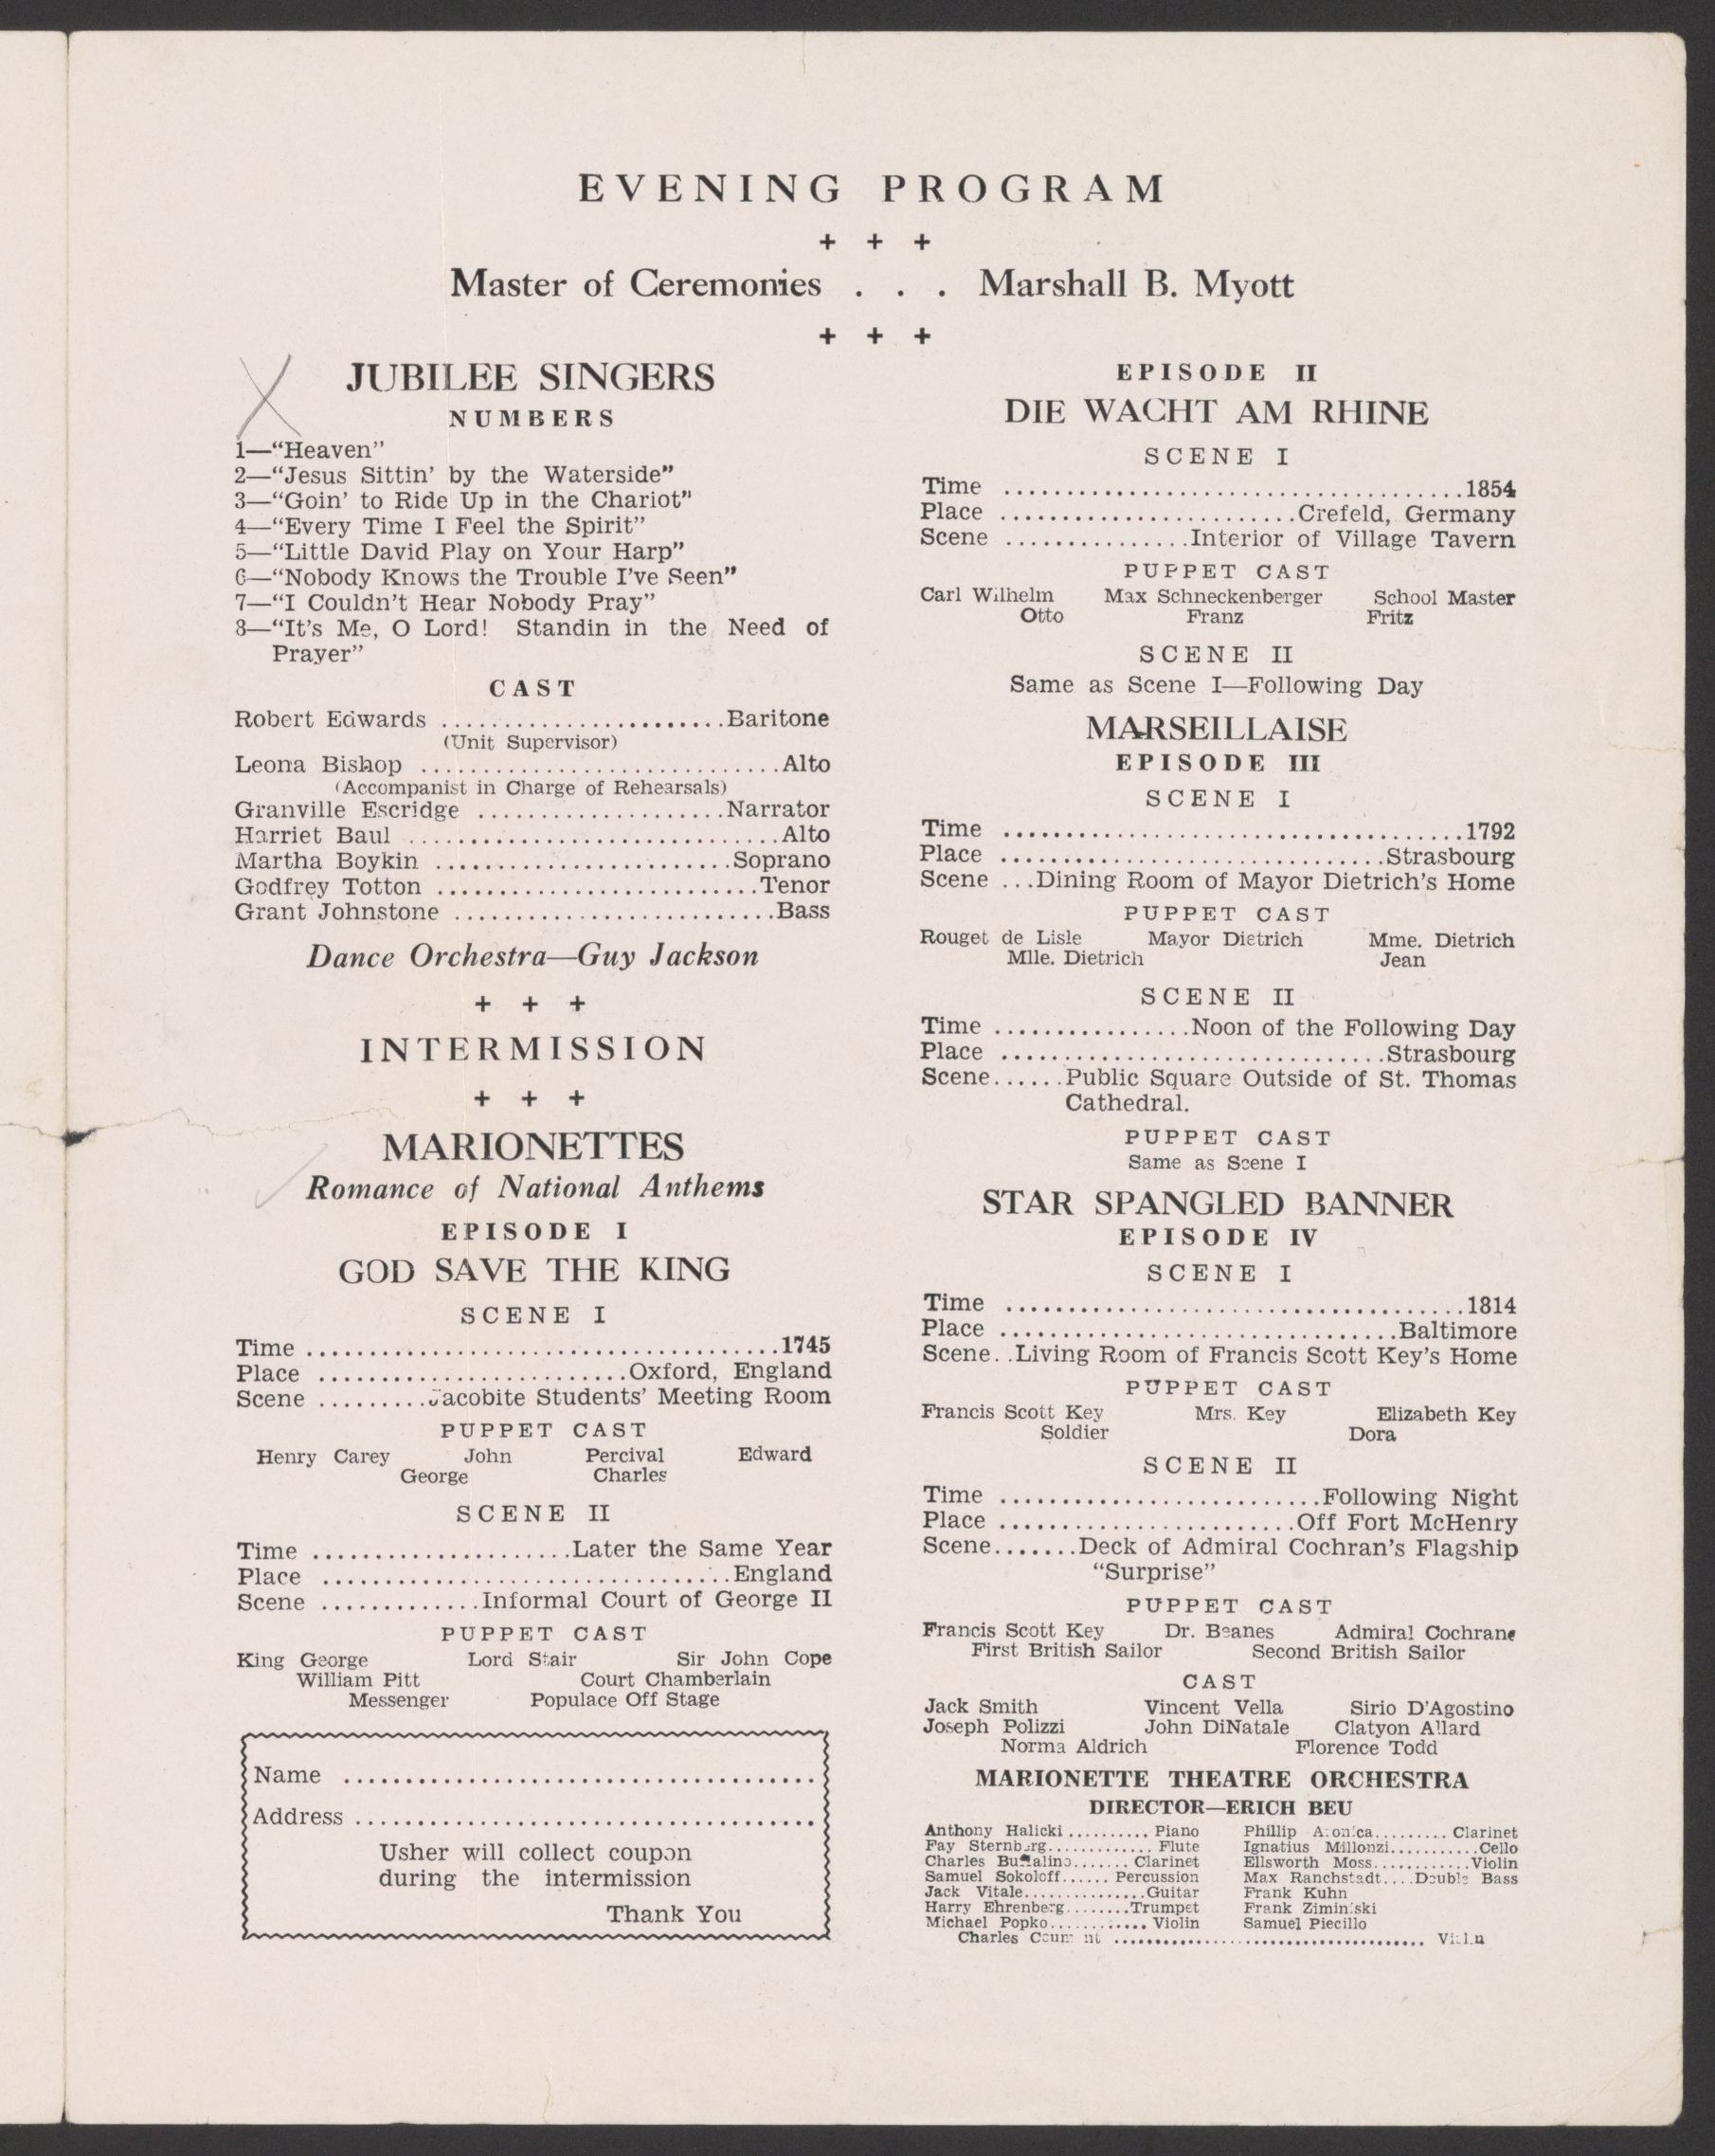 EVENING PROGRAM
+ + +
Master of Ceremonies . . . Marshall B. Myott
+ + +
JUBILEE SINGERS
NUMBERS
1—“Heaven”
2—“Jesus Sittin’ by the Waterside”
3—“Goin’ to Ride Up in the Chariot”
4—“Every Time I Feel the Spirit”
5—“Little David Play on Your Harp”
6—“Nobody Knows the Trouble I’ve Seen”
7—“I Couldn’t Hear Nobody Pray”
8—“It’s Me, O Lord! Standin in the Need of
Prayer”
CAST
Robert Edwards ......................Baritone
(Unit Supervisor)
Leona Bishop ............................Alto
(Accompanist in Charge of Rehearsals)
Granville Escridge ...................Narrator
Harriet Baul .............................Alto
Martha Boykin .......................Soprano
Godfrey Totton .........................Tenor
Grant Johnstone .........................Bass
Dance Orchestra—Guy Jackson
+ + +
INTERMISSION
+ + +
MARIONETTES
Romance of National Anthems
EPISODE I
GOD SAVE THE KING
SCENE I
Time .....................................1745
Place ........................Oxford, England
Scene .........Jacobite Students’ Meeting Room
PUPPET CAST
Henry Carey John Percival Edward
George Charles
SCENE II
Time ....................Later the Same Year
Place ................................England
Scene ............Informal Court of George II
PUPPET CAST
King George Lord Stair Sir John Cope
William Pitt Court Chamberlain
Messenger Populace Off Stage
Name .....................................
Address ....................................
Usher will collect coupon
during the intermission
Thank You
EPISODE II
DIE WACHT AM RHINE
SCENE I
Time ....................................1854
Place .......................Crefeld, Germany
Scene ..............Interior of Village Tavern
PUPPET CAST
Carl Wilhelm Max Schneckenberger School Master
Otto Franz Fritz
SCENE II
Same as Scene I—Following Day
MARSEILLAISE
EPISODE III
SCENE I
Time ....................................1792
Place ..............................Strasbourg
Scene ...Dining Room of Mayor Dietrich’s Home
PUPPET CAST
Rouget de Lisle Mayor Dietrich Mme. Dietrich
Mlle. Dietrich Jean
SCENE II
Time ...............Noon of the Following Day
Place ..............................Strasbourg
Scene......Public Square Outside of St. Thomas
Cathedral.
PUPPET CAST
Same as Scene I
STAR SPANGLED BANNER
EPISODE IV
SCENE I
Time ....................................1814
Place ...............................Baltimore
Scene..Living Room of Francis Scott Key’s Home
PUPPET CAST
Francis Scott Key Mrs. Key Elizabeth Key
Soldier Dora
SCENE II
Time .........................Following Night
Place .......................Off Fort McHenry
Scene.......Deck of Admiral Cochran’s Flagship
“Surprise”
PUPPET CAST
Francis Scott Key Dr. Beanes Admiral Cochrane
First British Sailor Second British Sailor
CAST
Jack Smith Vincent Vella Sirio D’Agostino
Joseph Polizzi John DiNatale Clatyon Allard
Norma Aldrich Florence Todd
MARIONETTE THEATRE ORCHESTRA
DIRECTOR—ERICH BEU
Anthony Halicki .......... Piano
Fay Sternberg............. Flute
Charles Buffalino....... Clarinet
Samuel Sokoloff...... Percussion
Jack Vitale...............Guitar
Harry Ehrenberg........Trumpet
Michael Popko............ Violin
Phillip ......... Clarinet
Ignatius Millonzi...........Cello
Ellsworth Moss............Violin
Max Ranchstadt....Double Bass
Frank Kuhn
Frank Ziminski
Samuel Piecillo
Charles ....................................... Violin